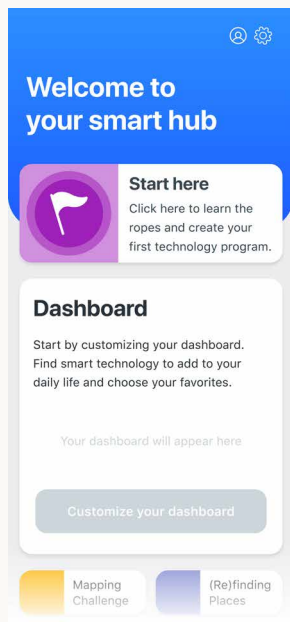 Welcome to
your smart hub
Start here
Click here to learn the
ropes and create your
first technology program.
Dashboard
Start by customizing your dashboard.
Find smart technology to add to your
daily life and choose your favorites.
Your dashboard will appear here
Customize your dashboard
Mapping
Challenge
(Re)finding
Places